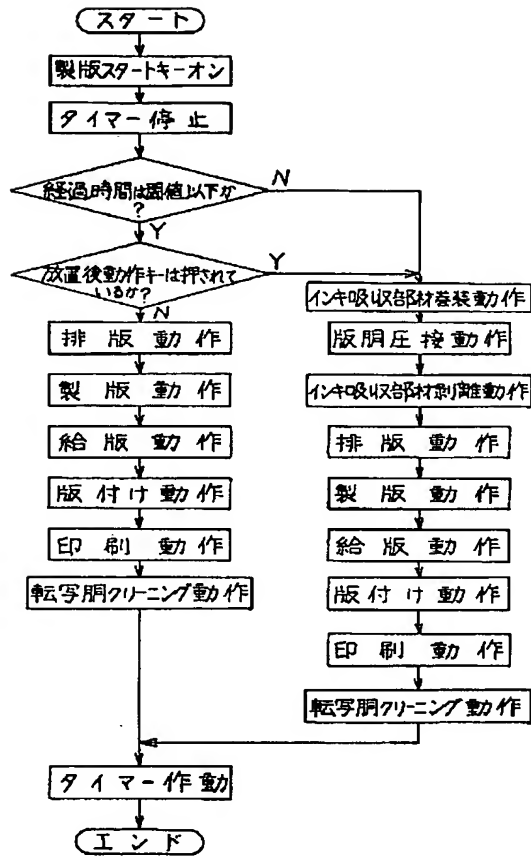 スタート
製版スタートキーオン
タイマー停止
経過時間は閾値以下か
?
N
Y
放置後動作キーは押されて
いるか?
Y
N
排版動作
製版動作
給版動作
版付け動作
印刷動作
転写胴クリーニング動作
インキ吸収部材巻装動作
版胴圧接動作
インキ吸収部材剥離動作
排版動作
製版動作
給版動作
版付け動作
印刷動作
転写胴クリーニング動作
タイマー作動
エンド